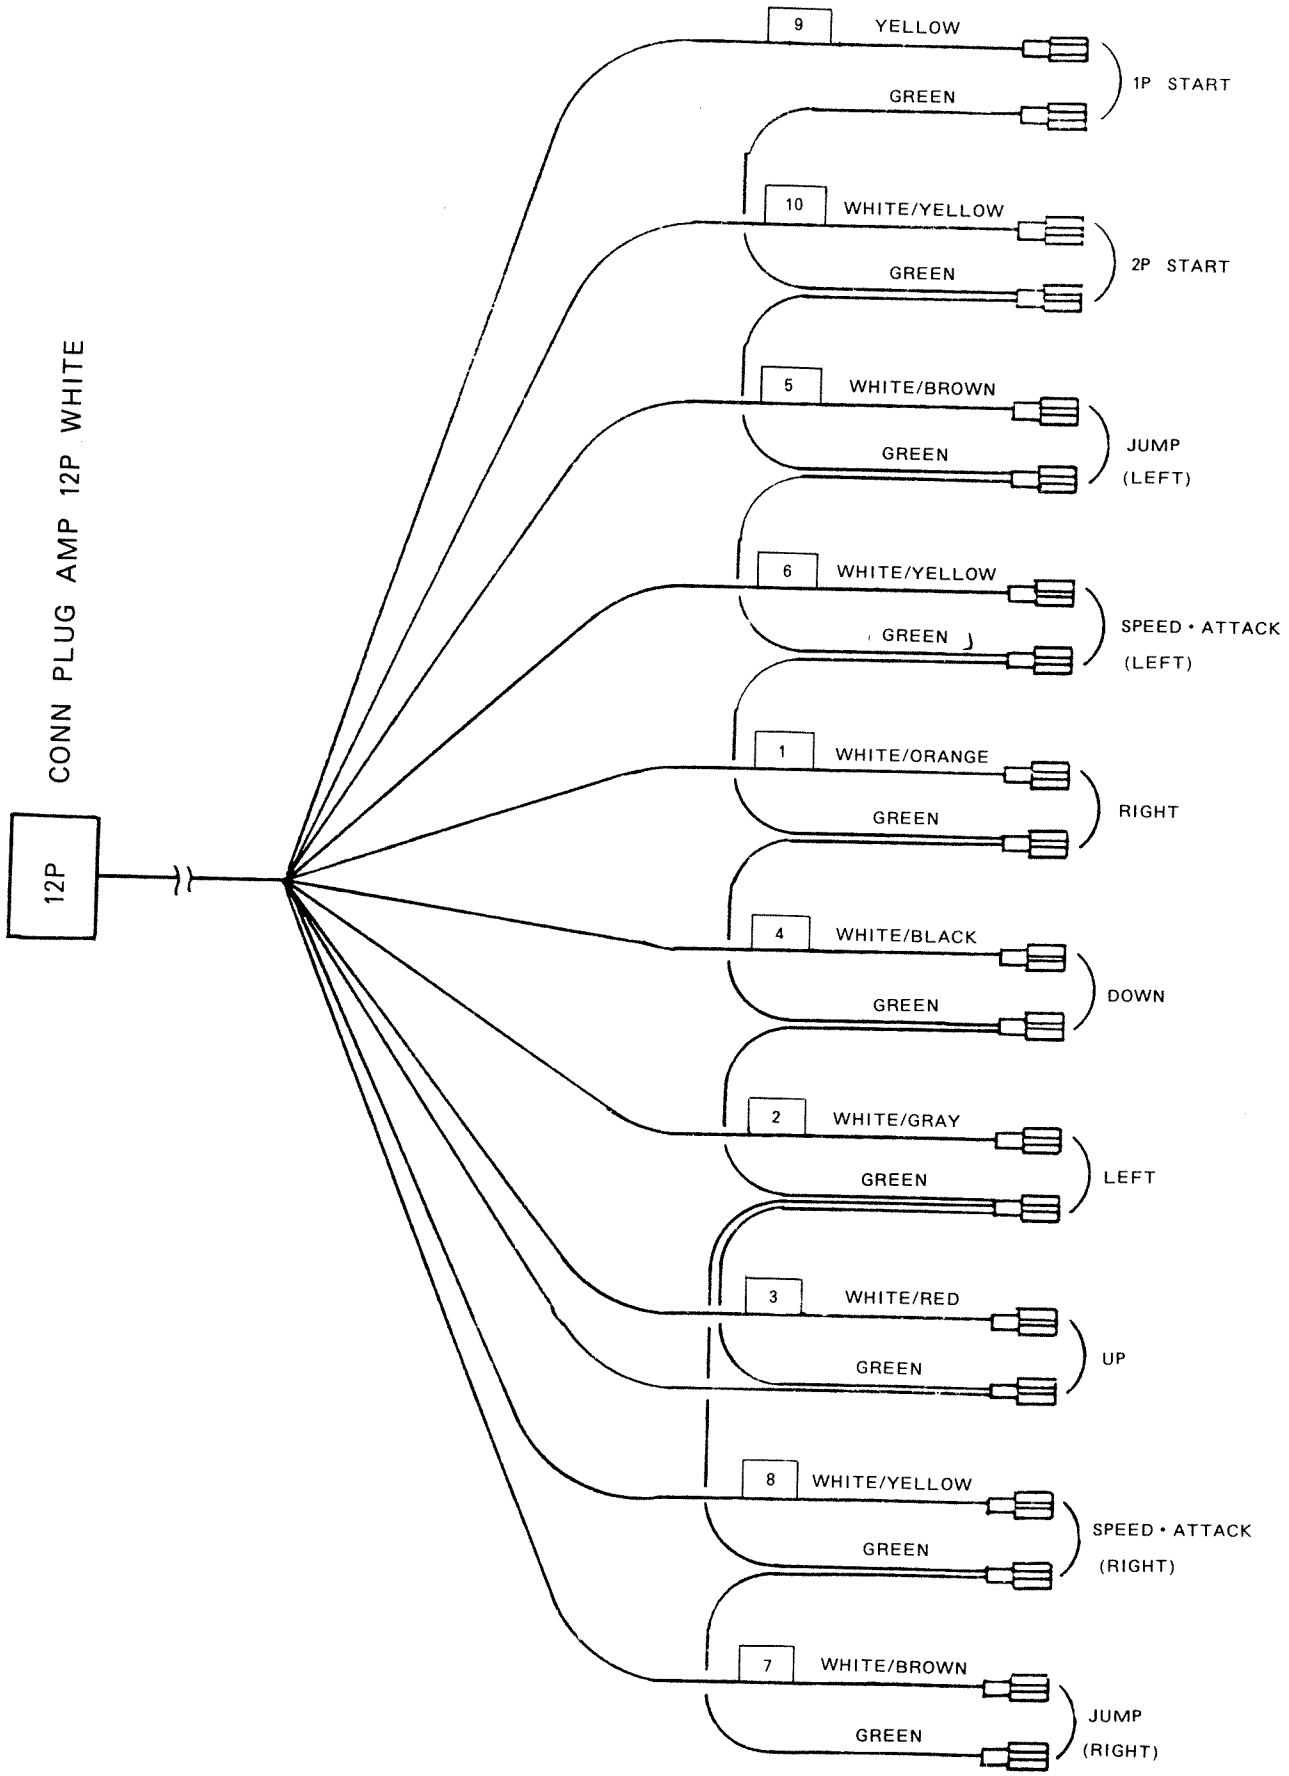 CONN PLUG AMP 12P WHITE
12P
9 YELLOW
GREEN
1P START
10 WHITE/YELLOW
GREEN
2P START
5 WHITE/BROWN
GREEN
JUMP
(LEFT)
6 WHITE/YELLOW
GREEN
SPEED・ATTACK
(LEFT)
1 WHITE/ORANGE
GREEN
RIGHT
4 WHITE/BLACK
GREEN
DOWN
2 WHITE/GRAY
GREEN
LEFT
3 WHITE/RED
GREEN
UP
8 WHITE/YELLOW
GREEN
SPEED・ATTACK
(RIGHT)
7 WHITE/BROWN
GREEN
JUMP
(RIGHT)